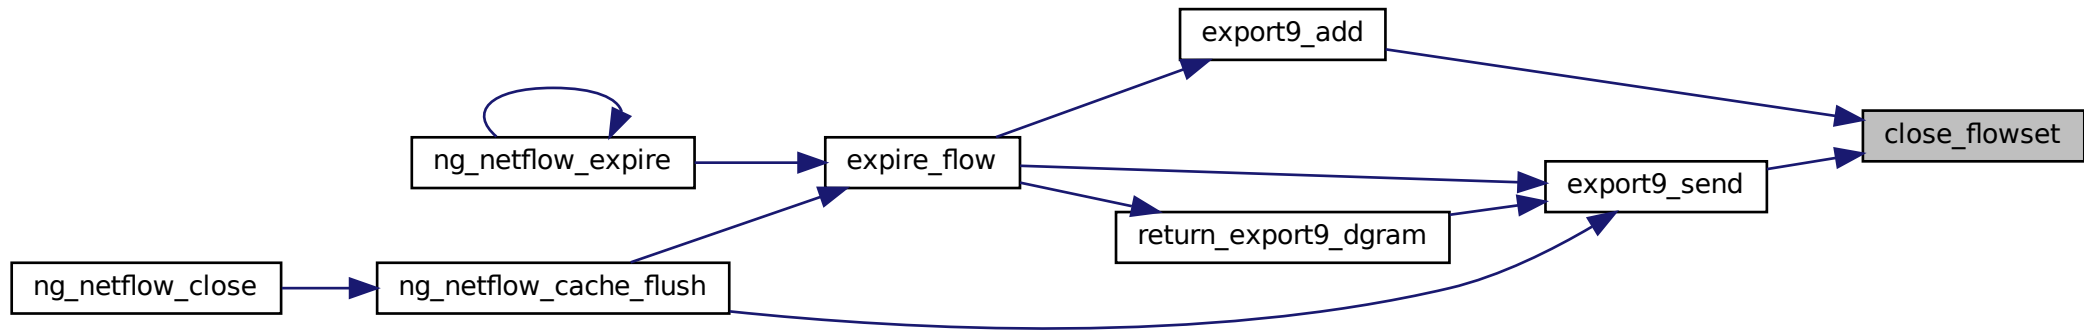 export9_add
close_flowset
ng_netflow_expire
expire_flow
export9_send
return_export9_dgram
ng_netflow_close
ng_netflow_cache_flush